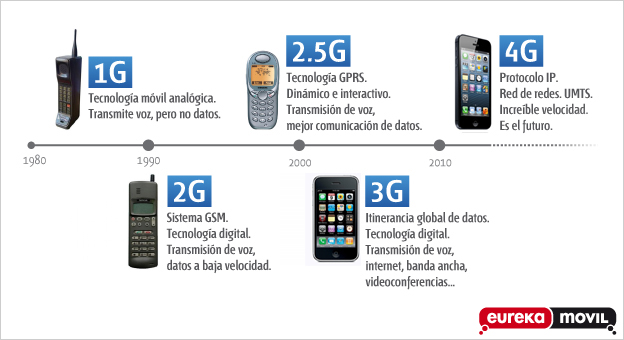 1G
Tecnología móvil analógica.
Transmite voz, pero no datos.
2.5G
Tecnología GPRS.
Dinámico e interactivo.
Transmisión de voz,
mejor comunicación de datos.
4G
Protocolo IP.
Red de redes. UMTS.
Increíble velocidad.
Es el futuro.
1980
1990
2000
2010
2G
Sistema GSM.
Tecnología digital.
Transmisión de voz,
datos a baja velocidad.
3G
Itinerancia global de datos.
Tecnología digital.
Transmisión de voz,
internet, banda ancha,
videoconferencias...
eureka movil